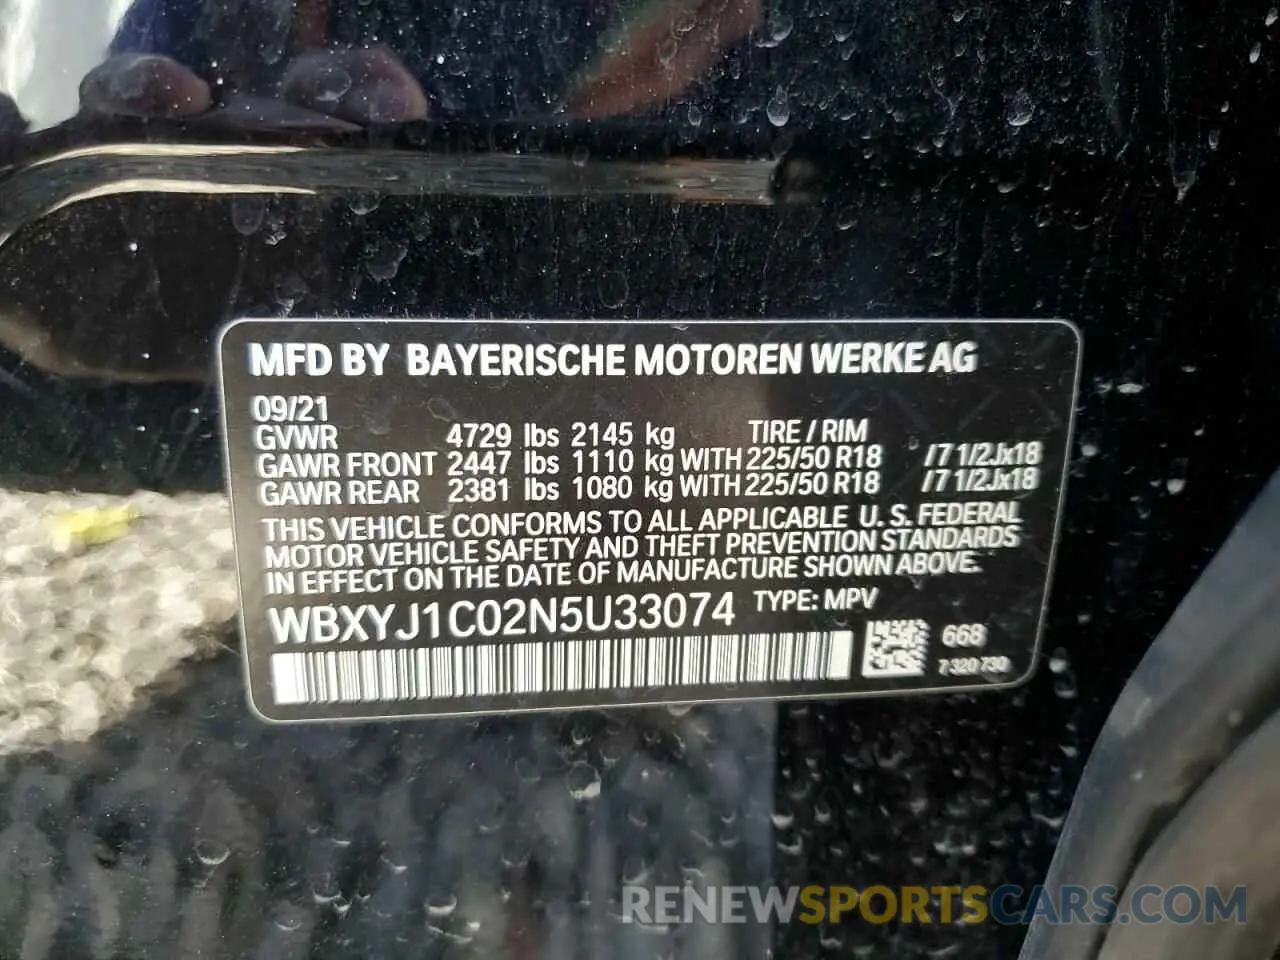 MFD BY BAYERISCHE MOTOREN WERKE AG
09/21
GVWR 4729 lbs 2145 kg TIRE / RIM
GAWR FRONT 2447 lbs 1110 kg WITH 225/50 R18 /7 1/2Jx18
GAWR REAR 2381 lbs 1080 kg WITH 225/50 R18 /7 1/2Jx18
THIS VEHICLE CONFORMS TO ALL APPLICABLE U.S. FEDERAL
MOTOR VEHICLE SAFETY AND THEFT PREVENTION STANDARDS
IN EFFECT ON THE DATE OF MANUFACTURE SHOWN ABOVE.
WBXYJ1C02N5U33074 TYPE: MPV
668
7 320 730
RENEWSPORTSCARS.COM